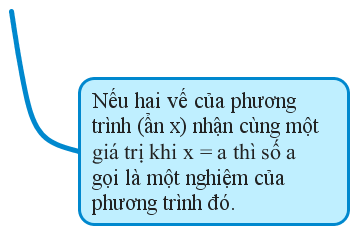 Nếu hai vế của phương
trình (ẩn x) nhận cùng một
giá trị khi x = a thì số a
gọi là một nghiệm của
phương trình đó.